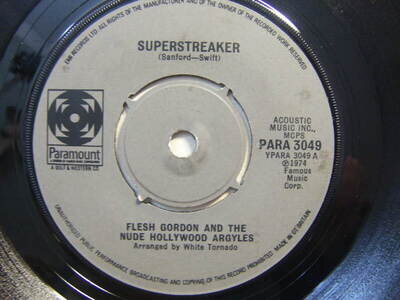 EMI RECORDS LTD ALL RIGHTS OF THE MANUFACTURER AND OF THE OWNER OF THE RECORDED WORK RESERVED
SUPERSTREAKER
(Sanford—Swift)
Paramount
A GULF & WESTERN CO.
ACOUSTIC
MUSIC INC.,
MCPS
PARA 3049
YPARA 3049 A
℗1974
Famous
Music
Corp.
FLESH GORDON AND THE
NUDE HOLLYWOOD ARGYLES
Arranged by White Tornado
UNAUTHORISED PUBLIC PERFORMANCE BROADCASTING AND COPYING OF THIS RECORD PROHIBITED. MADE IN GT BRITAIN